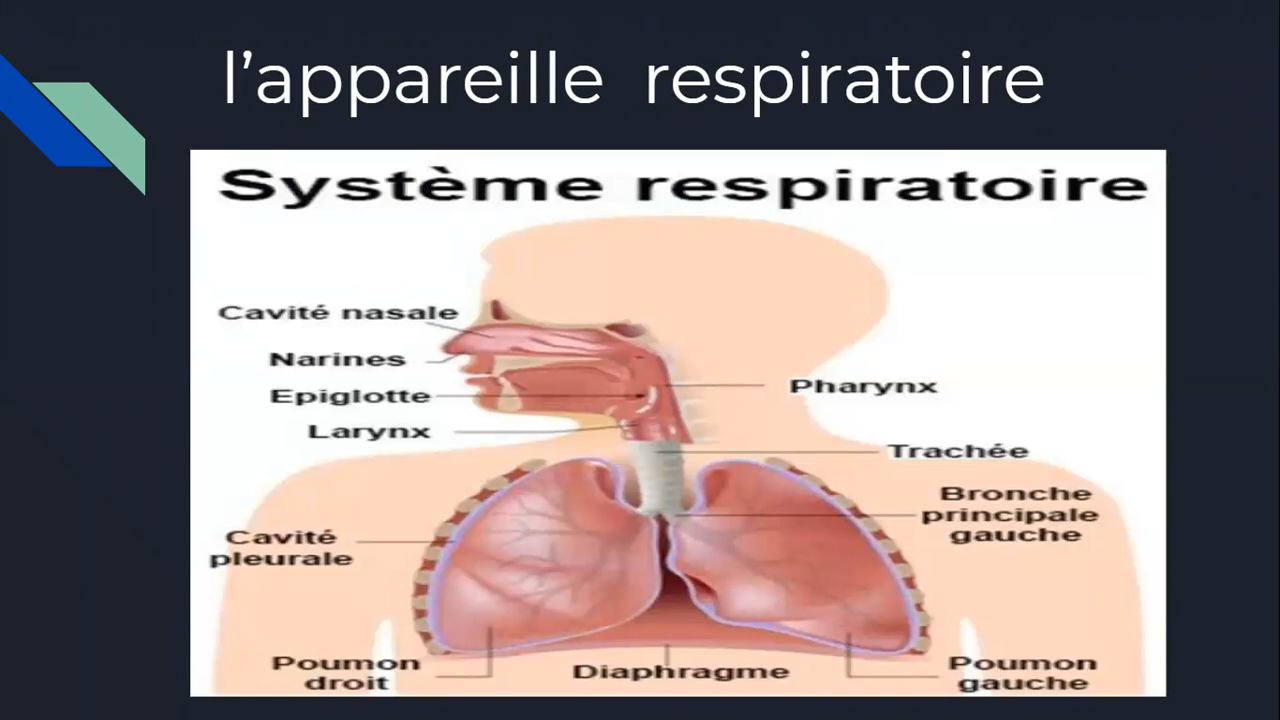 l’appareille respiratoire
Système respiratoire
Cavité nasale
Narines
Epiglotte
Larynx
Pharynx
Trachée
Bronche
principale
gauche
Cavité
pleurale
Poumon
droit
Diaphragme
Poumon
gauche